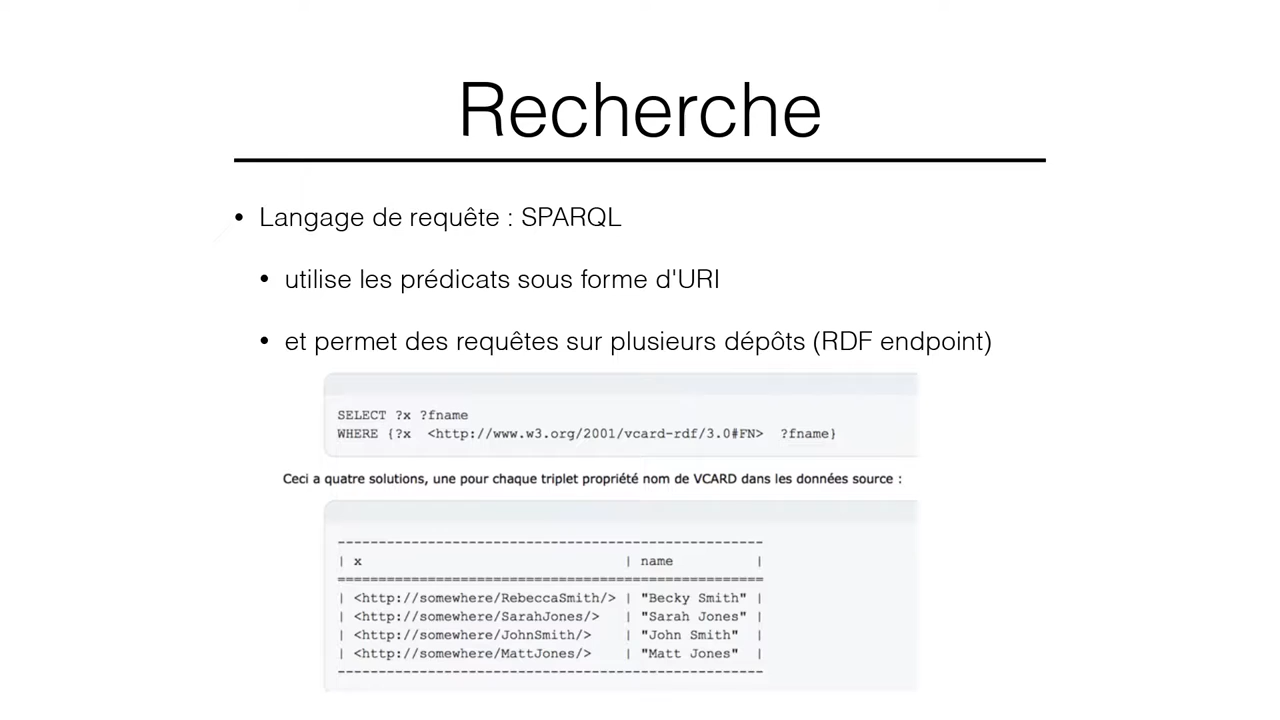 Recherche
• Langage de requête : SPARQL
• utilise les prédicats sous forme d'URI
• et permet des requêtes sur plusieurs dépôts (RDF endpoint)
SELECT ?x ?fname
WHERE {?x  <http://www.w3.org/2001/vcard-rdf/3.0#FN>  ?fname}
Ceci a quatre solutions, une pour chaque triplet propriété nom de VCARD dans les données source :
----------------------------------------------------
| x                                | name          |
====================================================
| <http://somewhere/RebeccaSmith/> | "Becky Smith" |
| <http://somewhere/SarahJones/>   | "Sarah Jones" |
| <http://somewhere/JohnSmith/>    | "John Smith"  |
| <http://somewhere/MattJones/>    | "Matt Jones"  |
----------------------------------------------------